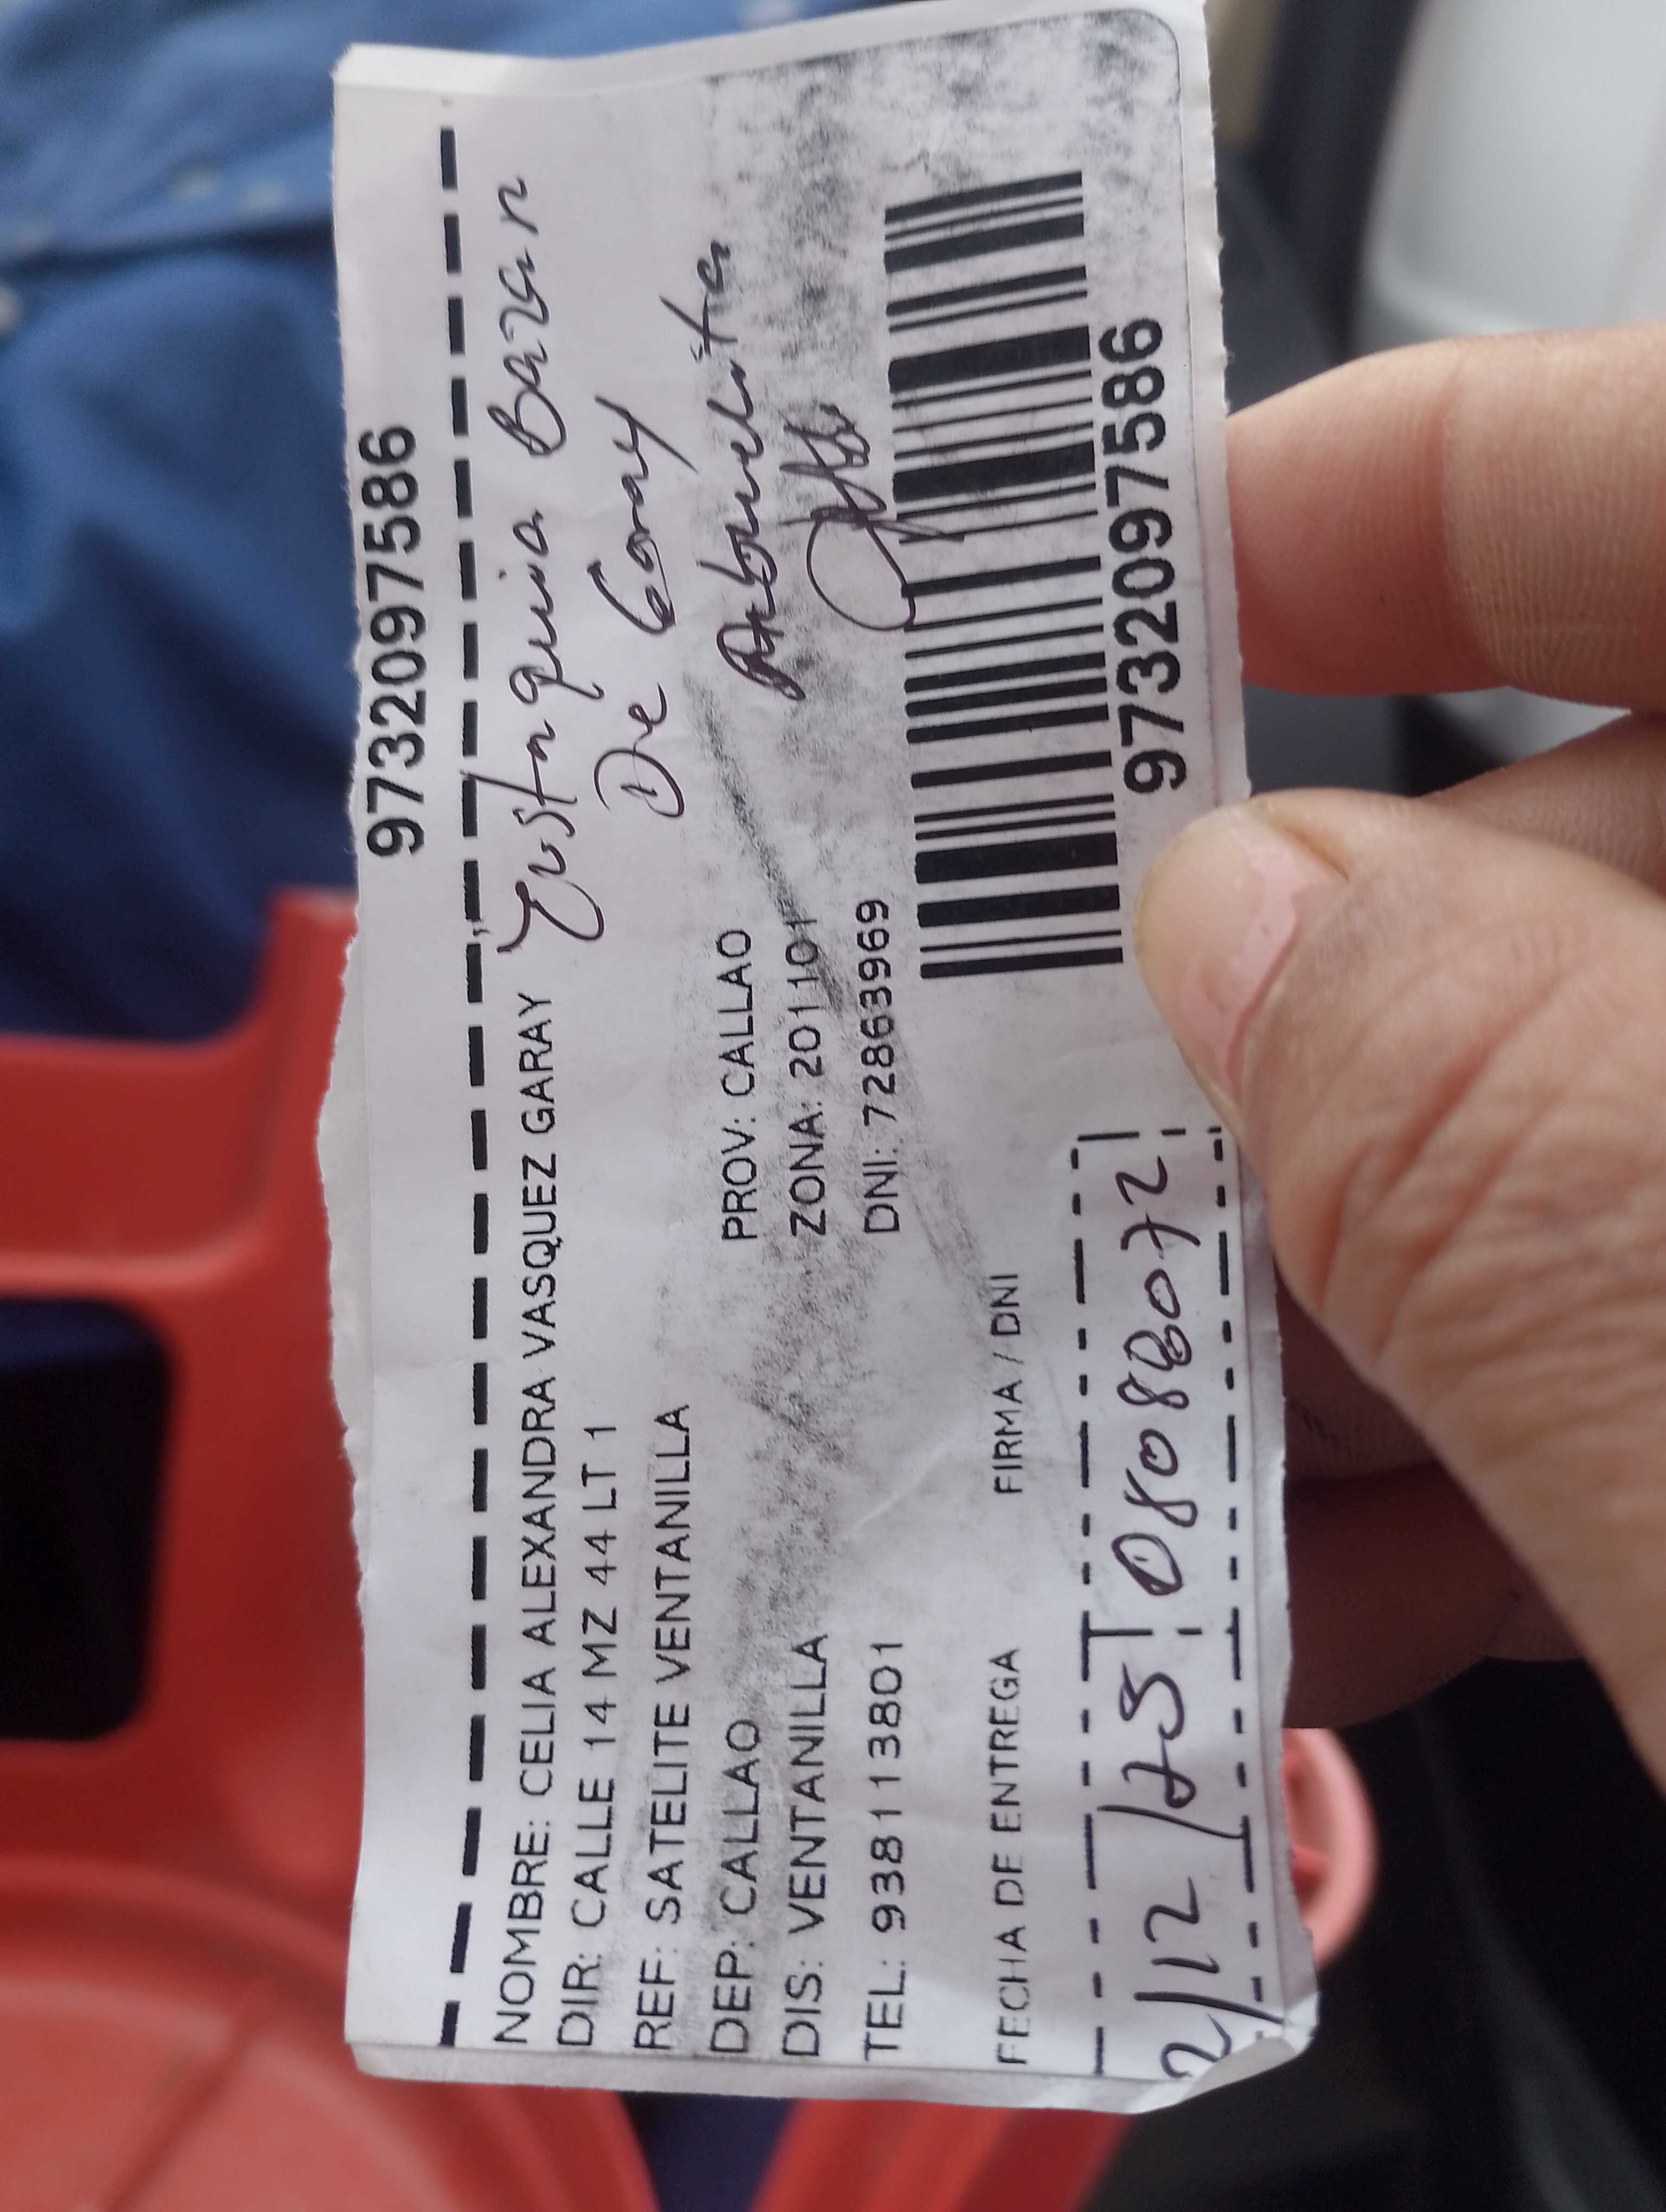 9732097586
NOMBRE: CELIA ALEXANDRA VASQUEZ GARAY
Eustaquia Bazan
DIR: CALLE 14 MZ 44 LT 1
De Garay
REF: SATELITE VENTANILLA
Abuelita
DEP: CALLAO PROV: CALLAO
DIS: VENTANILLA ZONA: 2011101
TEL: 938113801 DNI: 72863969
FECHA DE ENTREGA FIRMA / DNI
2/12/25 08080721
9732097586